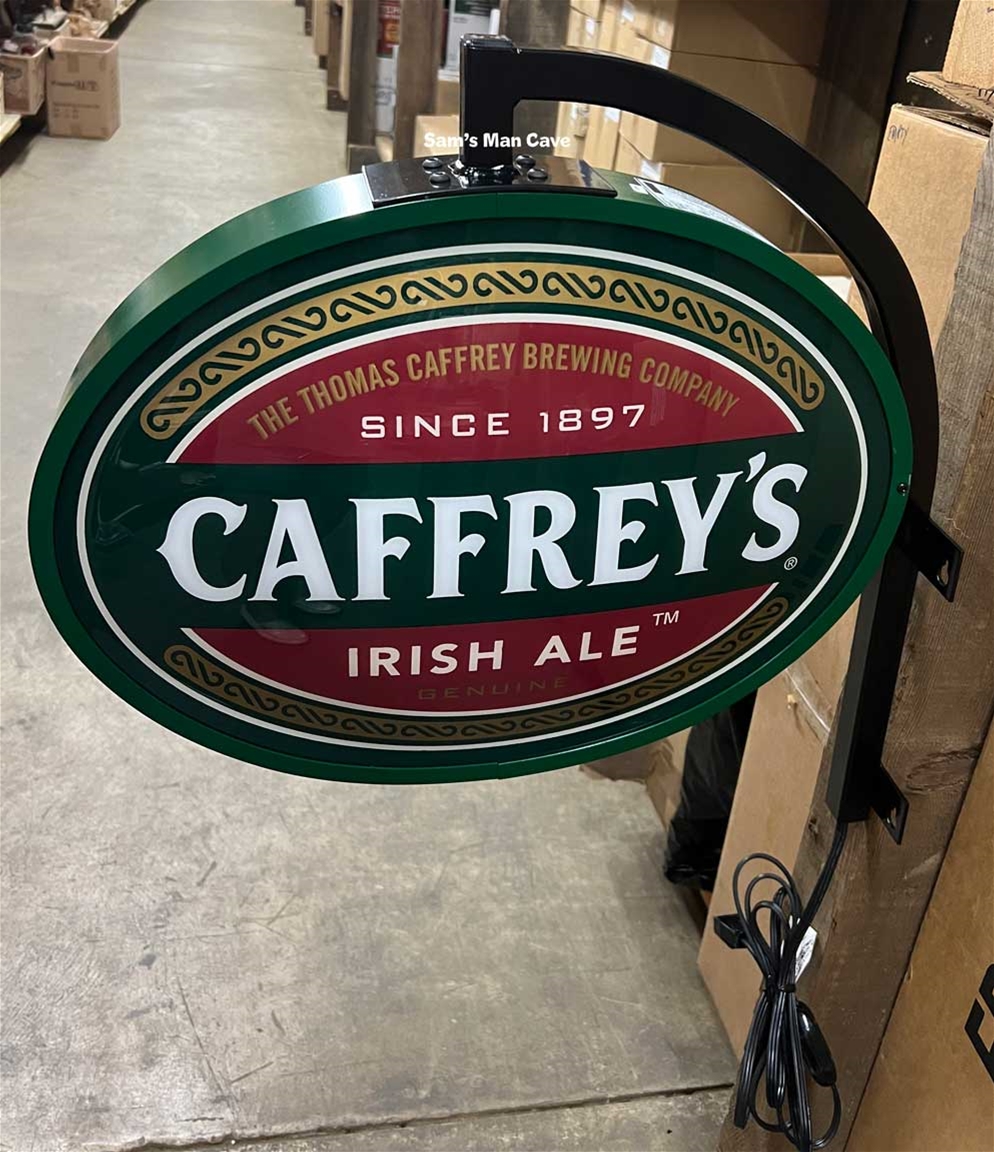 Sam's Man Cave
THE THOMAS CAFFREY BREWING COMPANY
SINCE 1897
CAFFREY'S®
IRISH ALE™
GENUINE